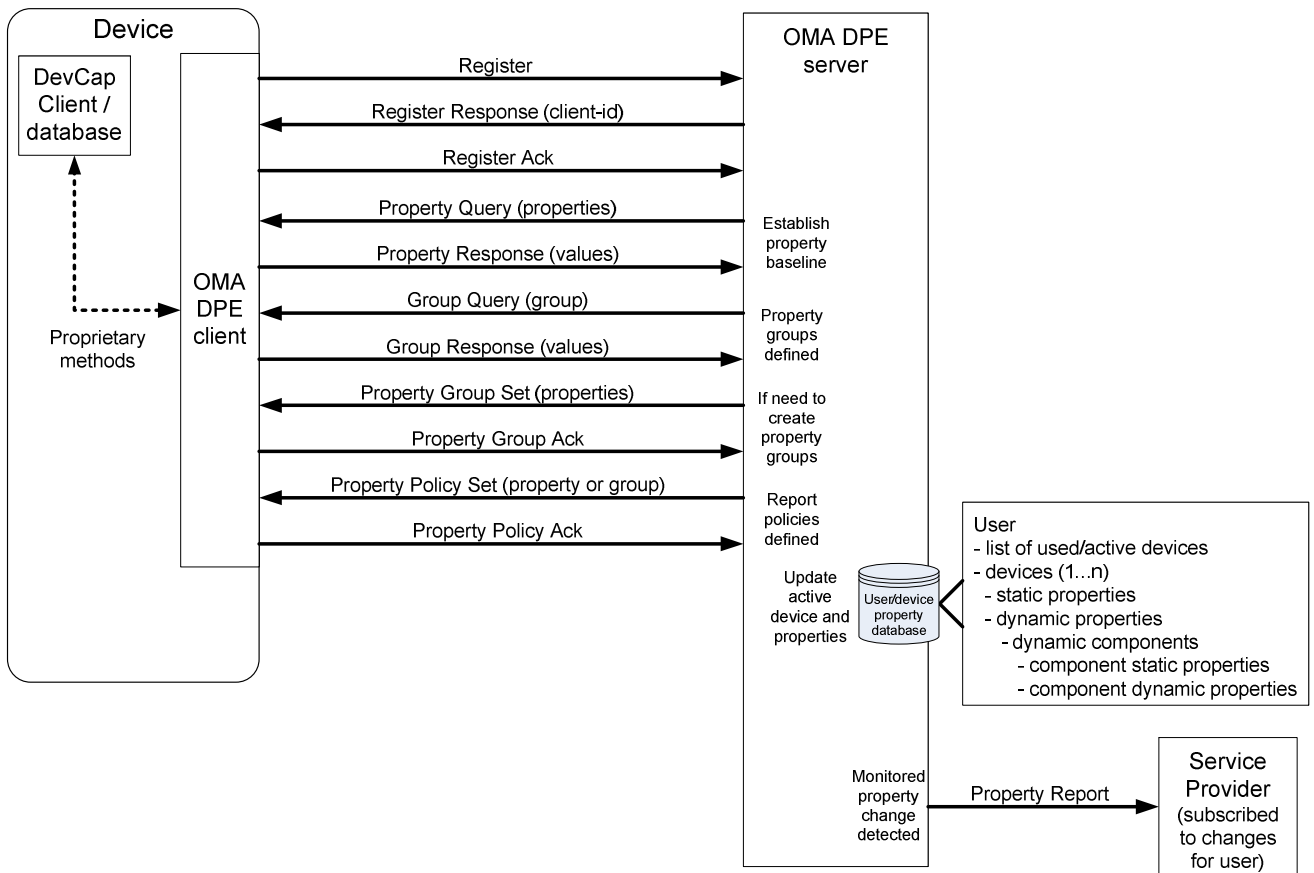 Device
DevCap
Client /
database
OMA
DPE
client
Proprietary
methods
Register
Register Response (client-id)
Register Ack
Property Query (properties)
Property Response (values)
Group Query (group)
Group Response (values)
Property Group Set (properties)
Property Group Ack
Property Policy Set (property or group)
Property Policy Ack
OMA DPE
server
Establish
property
baseline
Property
groups
defined
If need to
create
property
groups
Report
policies
defined
Update
active
device and
properties
User/device
property
database
User
- list of used/active devices
- devices (1...n)
- static properties
- dynamic properties
- dynamic components
- component static properties
- component dynamic properties
Monitored
property
change
detected
Property Report
Service
Provider
(subscribed
to changes
for user)